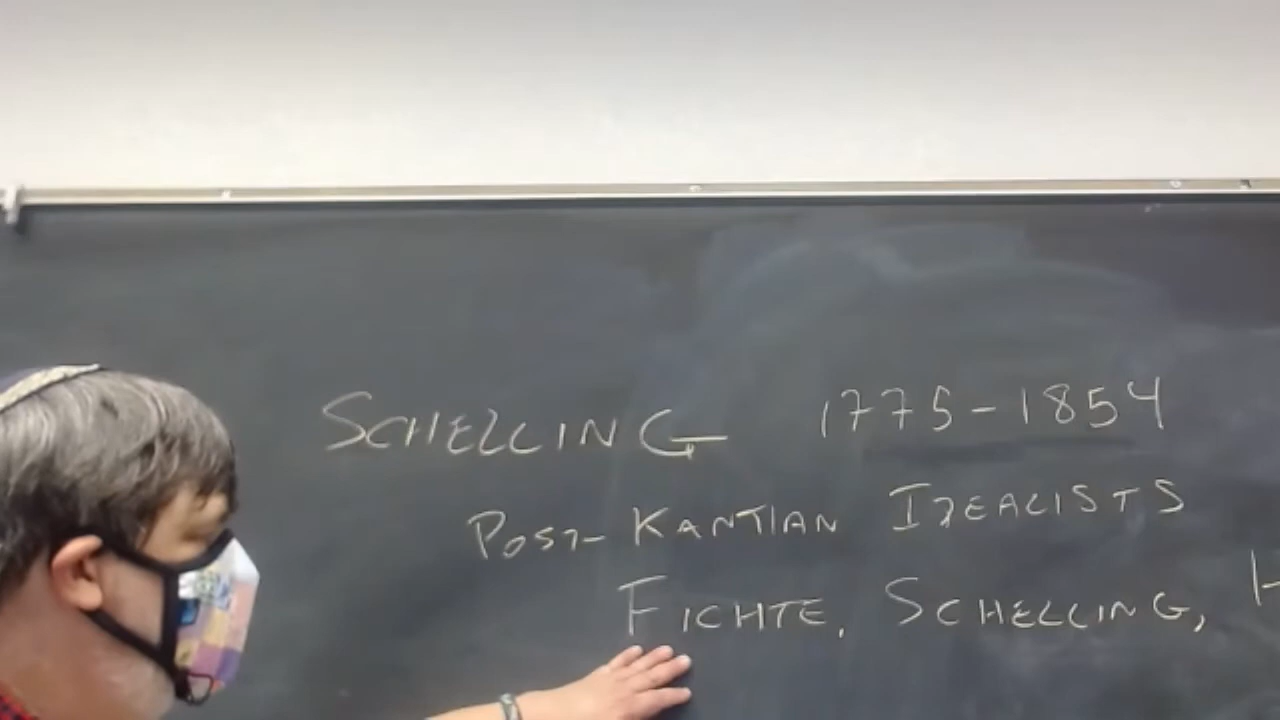 SCHELLING 1775-1854
POST-KANTIAN IDEALISTS
FICHTE, SCHELLING, H